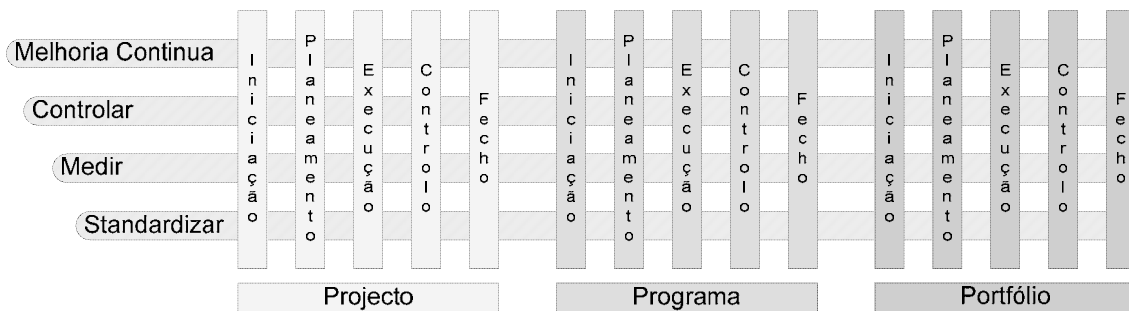 Melhoria Continua
Controlar
Medir
Standardizar
Iniciação
Planeamento
Execução
Controlo
Fecho
Iniciação
Planeamento
Execução
Controlo
Fecho
Iniciação
Planeamento
Execução
Controlo
Fecho
Projecto
Programa
Portfólio